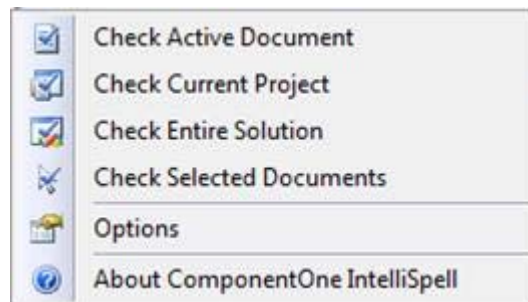 Check Active Document
Check Current Project
Check Entire Solution
Check Selected Documents
Options
About ComponentOne IntelliSpell